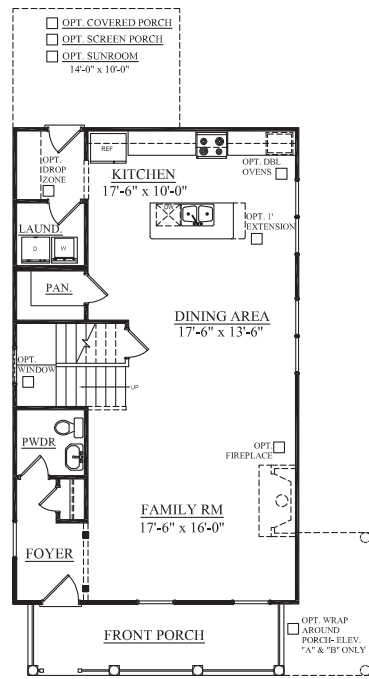 OPT. COVERED PORCH
OPT. SCREEN PORCH
OPT. SUNROOM
14'-0" x 10'-0"
OPT.
DROP
ZONE
REF
KITCHEN
17'-6" x 10'-0"
OPT. DBL
OVENS
DW
OPT. 1'
EXTENSION
LAUND.
D
W
PAN.
DINING AREA
17'-6" x 13'-6"
OPT.
WINDOW
UP
PWDR
OPT.
FIREPLACE
FAMILY RM
17'-6" x 16'-0"
FOYER
FRONT PORCH
OPT. WRAP
AROUND
PORCH- ELEV.
"A" & "B" ONLY